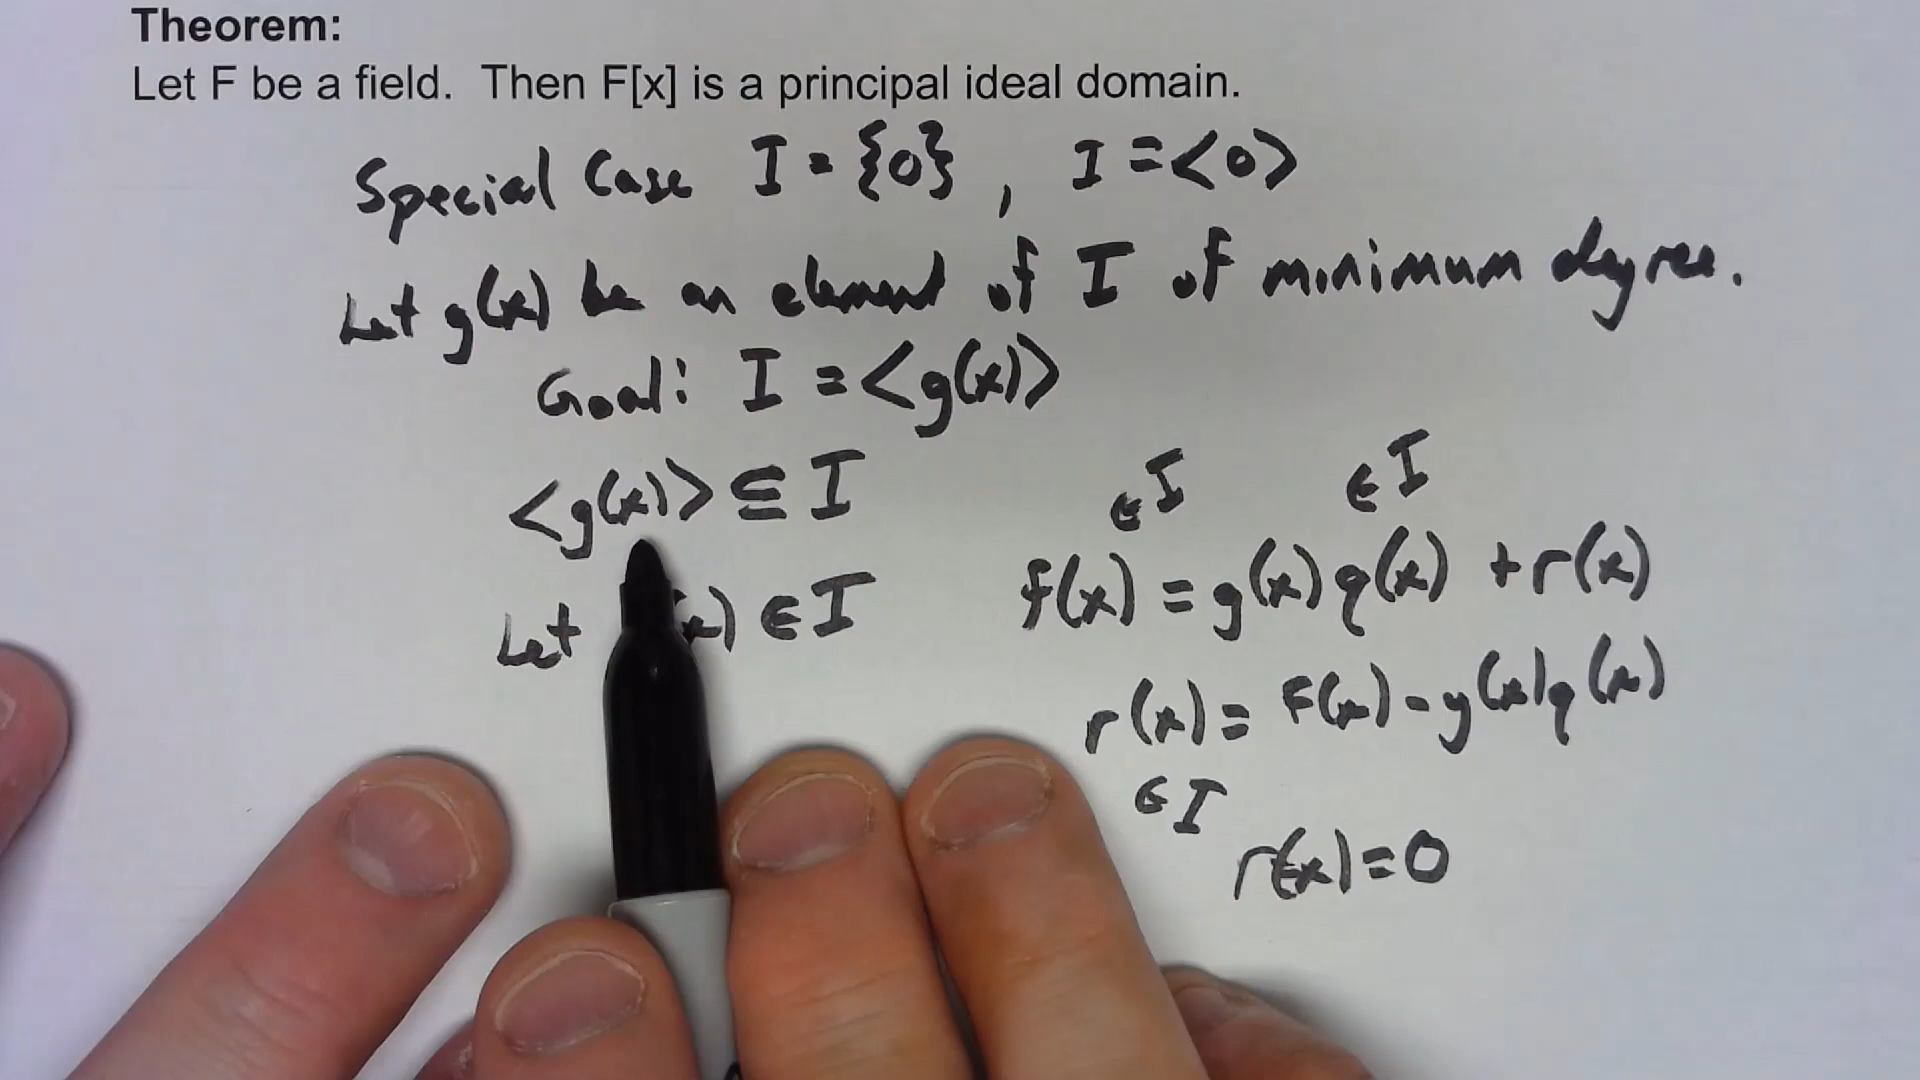 Theorem:
Let F be a field. Then F[x] is a principal ideal domain.
Special Case I = {0} , I = <0>
Let g(x) be an element of I of minimum degree.
Goal: I = <g(x)>
<g(x)> ⊆ I
∈ I ∈ I
Let (x) ∈ I
f(x) = g(x) q(x) + r(x)
r(x) = f(x) - g(x)q(x)
∈ I
r(x) = 0